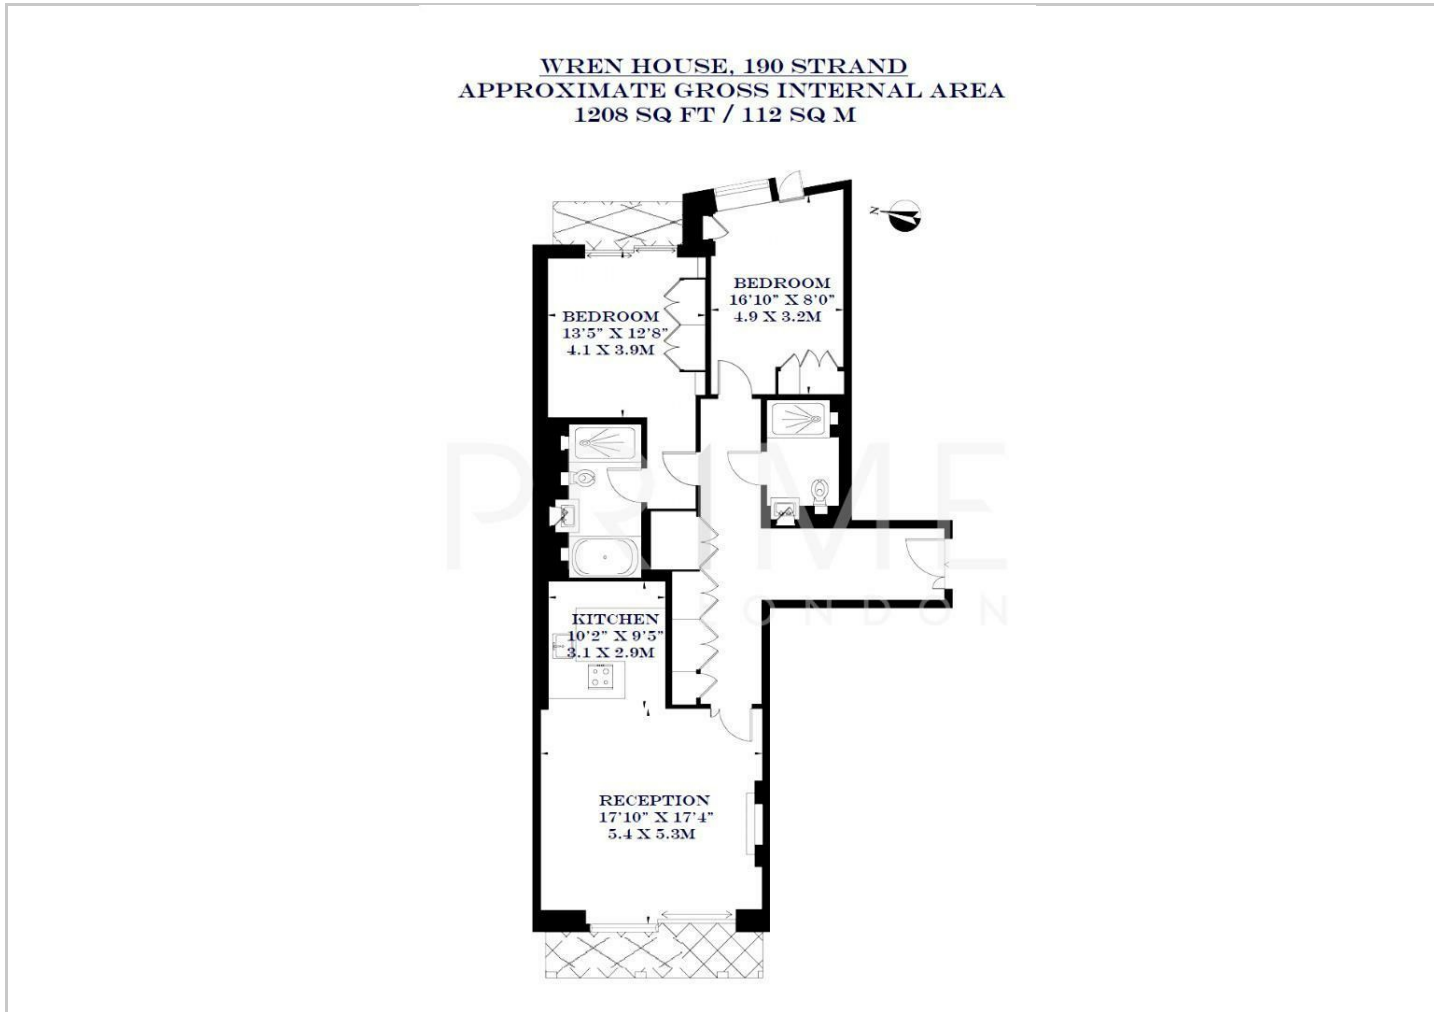 WREN HOUSE, 190 STRAND
APPROXIMATE GROSS INTERNAL AREA
1208 SQ FT / 112 SQ M
N
BEDROOM
16'10" X 8'0"
4.9 X 3.2M
BEDROOM
13'5" X 12'8"
4.1 X 3.9M
PRIME
LONDON
KITCHEN
10'2" X 9'5"
3.1 X 2.9M
RECEPTION
17'10" X 17'4"
5.4 X 5.3M